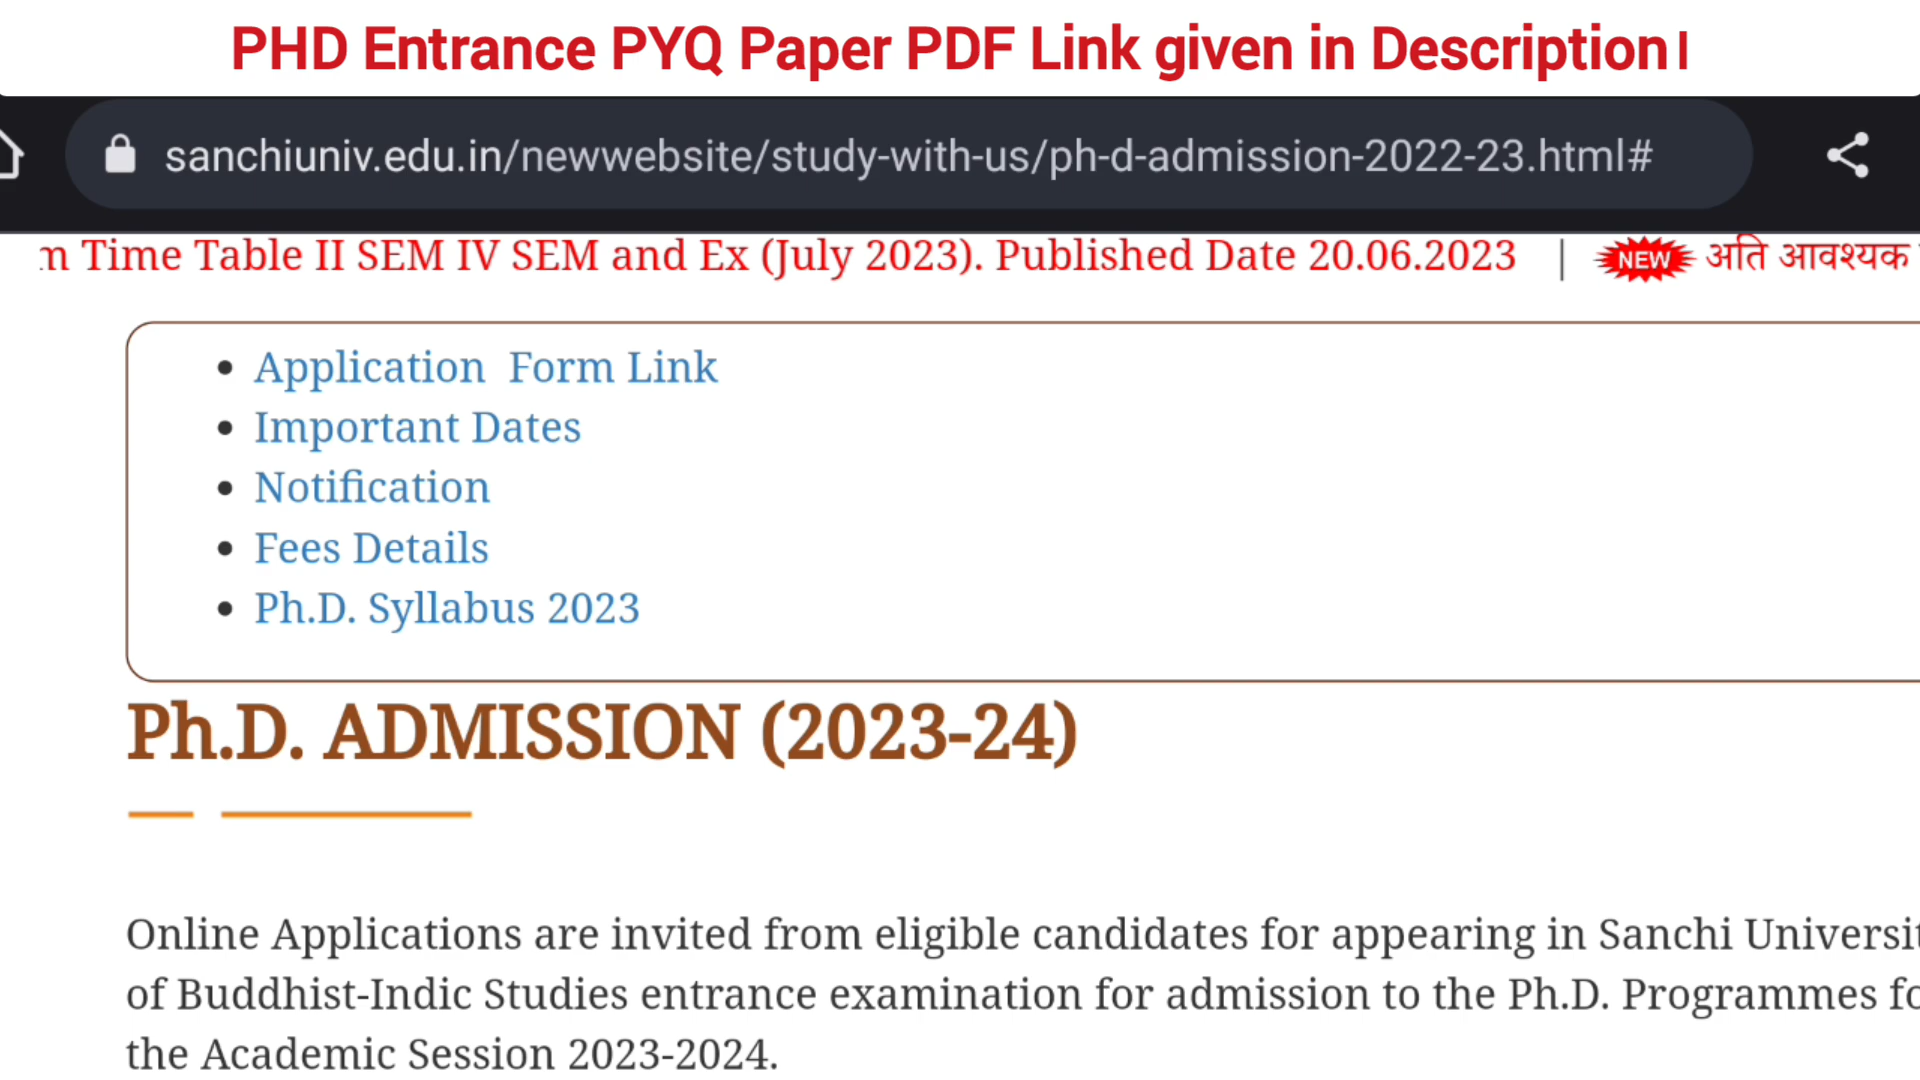 PHD Entrance PYQ Paper PDF Link given in Description।
sanchiuniv.edu.in/newwebsite/study-with-us/ph-d-admission-2022-23.html#
Time Table II SEM IV SEM and Ex (July 2023). Published Date 20.06.2023 | NEW अति आवश्यक
Application Form Link
Important Dates
Notification
Fees Details
Ph.D. Syllabus 2023
Ph.D. ADMISSION (2023-24)
Online Applications are invited from eligible candidates for appearing in Sanchi
of Buddhist-Indic Studies entrance examination for admission to the Ph.D. Programmes
the Academic Session 2023-2024.